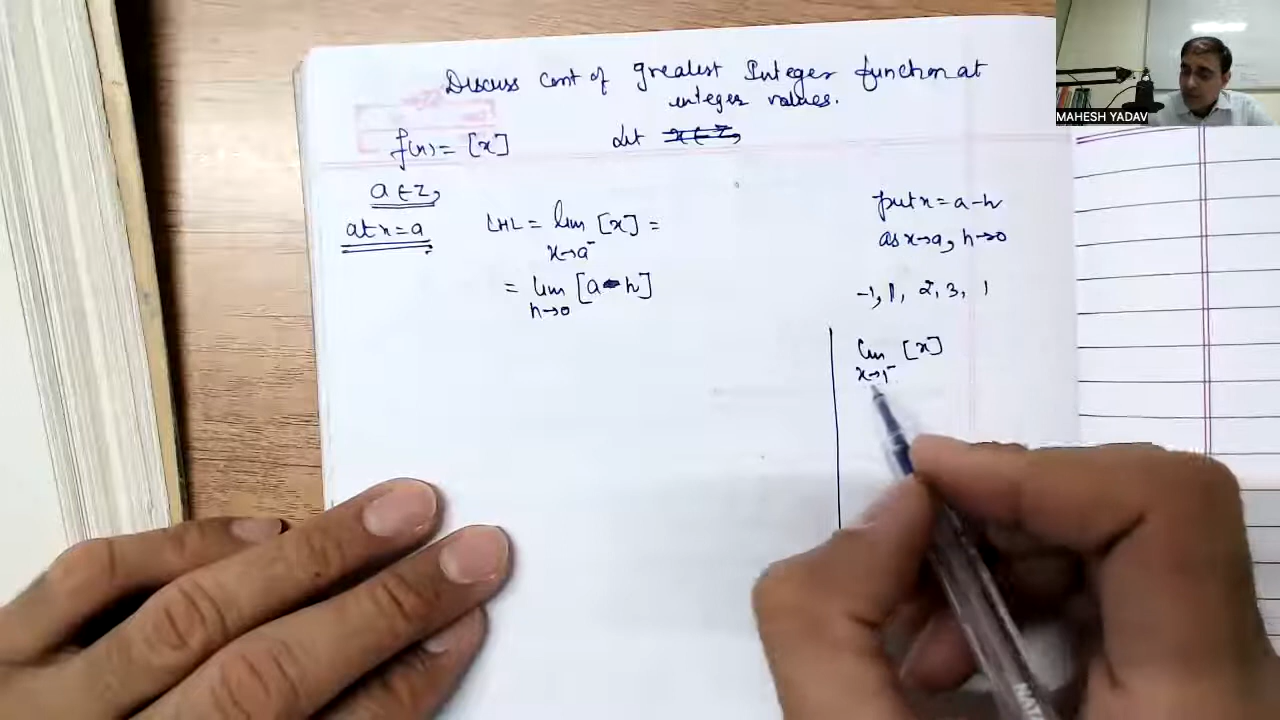 Discuss Cont of greatest Integer function at
integer values.
f(x) = [x]
Let x ∈ Z,
a ∈ Z,
at x = a
LHL = lim [x] =
x→a⁻
= lim [a - h]
h→0
put x = a - h
as x→a, h→0
-1, 1, 2, 3, 1
lim [x]
x→1⁻
MAHESH YADAV
NATA